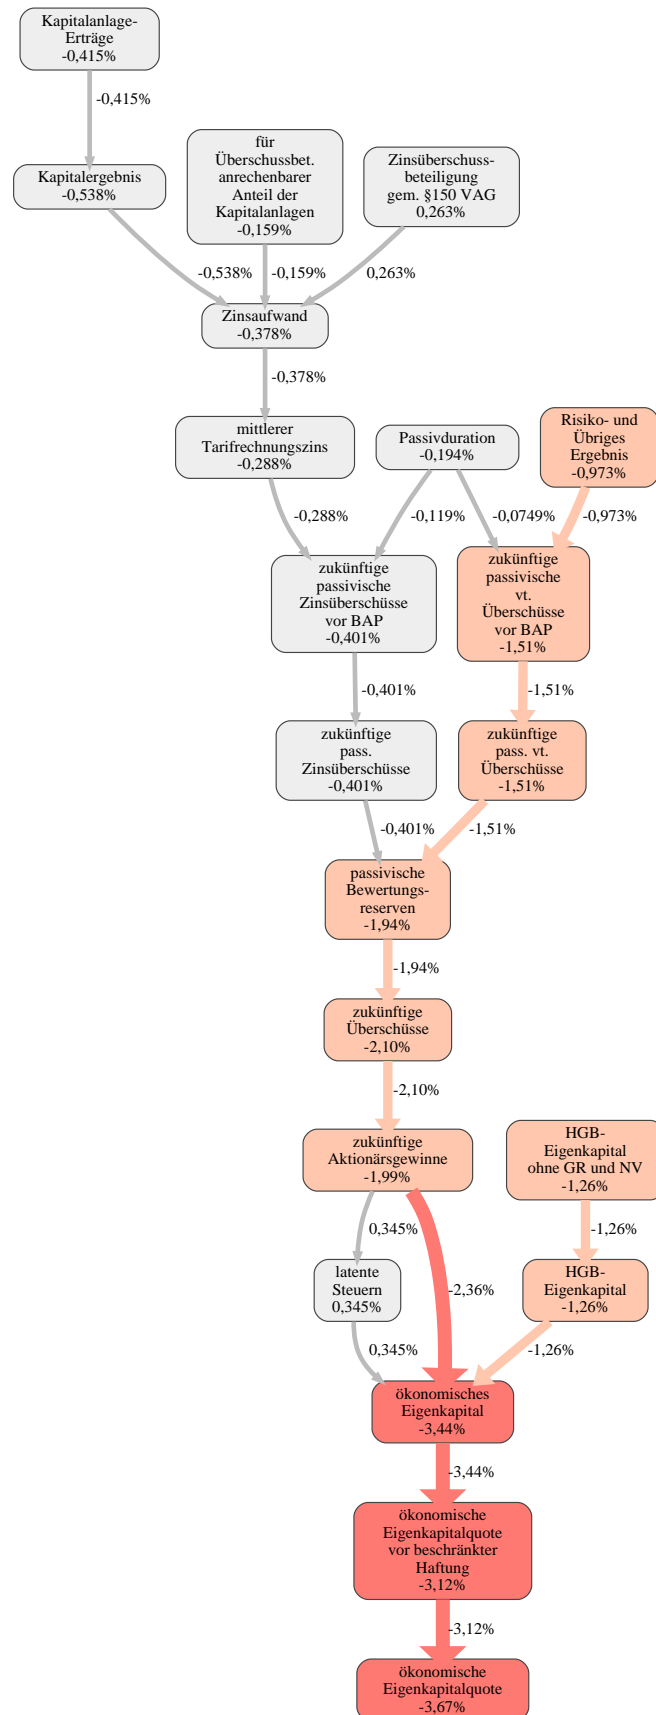 Kapitalanlage-
Erträge
-0,415%
-0,415%
Kapitalergebnis
-0,538%
für
Überschussbet.
anrechenbarer
Anteil der
Kapitalanlagen
-0,159%
Zinsüberschuss-
beteiligung
gem. §150 VAG
0,263%
-0,538%
-0,159%
0,263%
Zinsaufwand
-0,378%
-0,378%
mittlerer
Tarifrechnungszins
-0,288%
Passivduration
-0,194%
Risiko- und
Übriges
Ergebnis
-0,973%
-0,288%
-0,119%
-0,0749%
-0,973%
zukünftige
passivische
Zinsüberschüsse
vor BAP
-0,401%
zukünftige
passivische
vt.
Überschüsse
vor BAP
-1,51%
-0,401%
-1,51%
zukünftige
pass.
Zinsüberschüsse
-0,401%
zukünftige
pass. vt.
Überschüsse
-1,51%
-0,401%
-1,51%
passivische
Bewertungs-
reserven
-1,94%
-1,94%
zukünftige
Überschüsse
-2,10%
-2,10%
zukünftige
Aktionärsgewinne
-1,99%
HGB-
Eigenkapital
ohne GR und NV
-1,26%
0,345%
-2,36%
-1,26%
latente
Steuern
0,345%
HGB-
Eigenkapital
-1,26%
0,345%
-1,26%
ökonomisches
Eigenkapital
-3,44%
-3,44%
ökonomische
Eigenkapitalquote
vor beschränkter
Haftung
-3,12%
-3,12%
ökonomische
Eigenkapitalquote
-3,67%